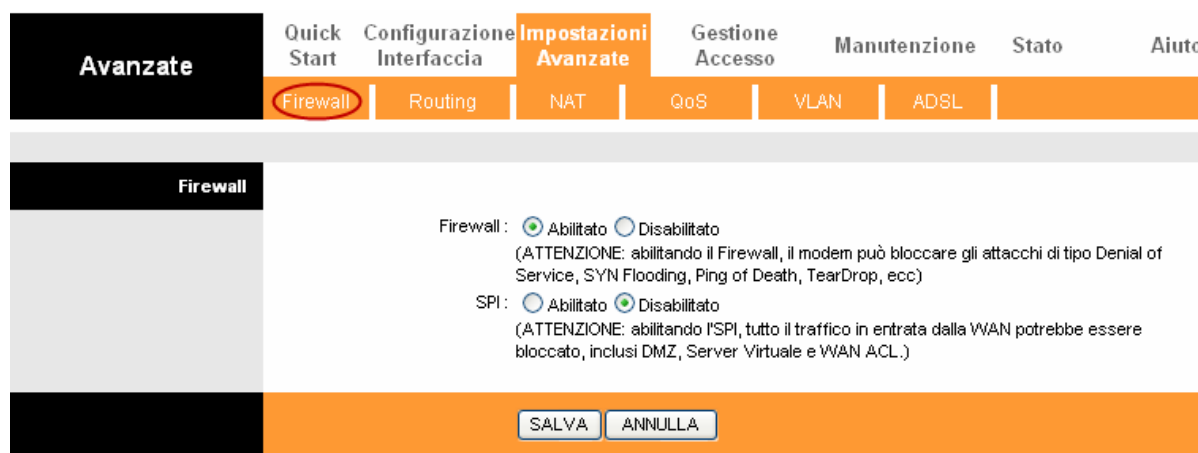 Avanzate
Quick Start
Configurazione Interfaccia
Impostazioni Avanzate
Gestione Accesso
Manutenzione
Stato
Firewall
Routing
NAT
QoS
VLAN
ADSL
Firewall
Firewall : Abilitato Disabilitato
(ATTENZIONE: abilitando il Firewall, il modem può bloccare gli attacchi di tipo Denial of
Service, SYN Flooding, Ping of Death, TearDrop, ecc)
SPI : Abilitato Disabilitato
(ATTENZIONE: abilitando l'SPI, tutto il traffico in entrata dalla WAN potrebbe essere
bloccato, inclusi DMZ, Server Virtuale e WAN ACL.)
SALVA
ANNULLA